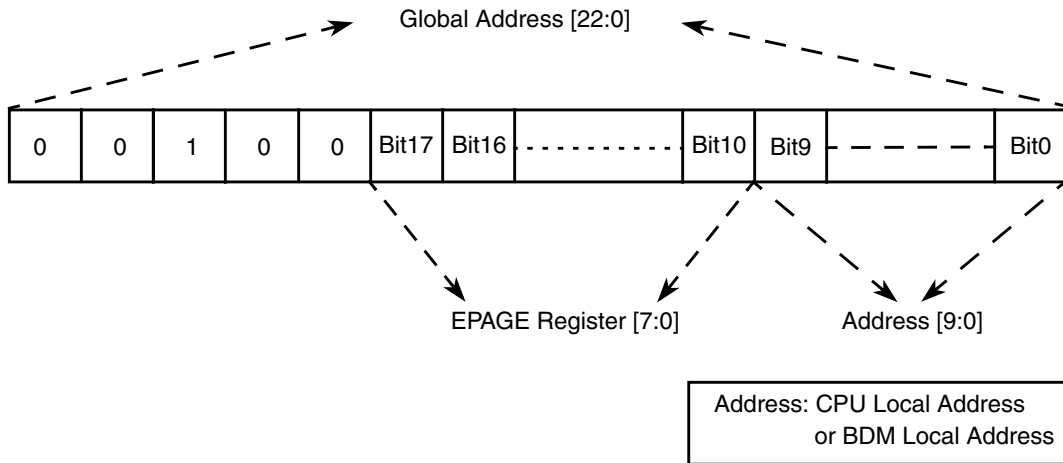 Global Address [22:0]
0 0 1 0 0 Bit17 Bit16 Bit10 Bit9 Bit0
EPAGE Register [7:0] Address [9:0]
Address: CPU Local Address
or BDM Local Address